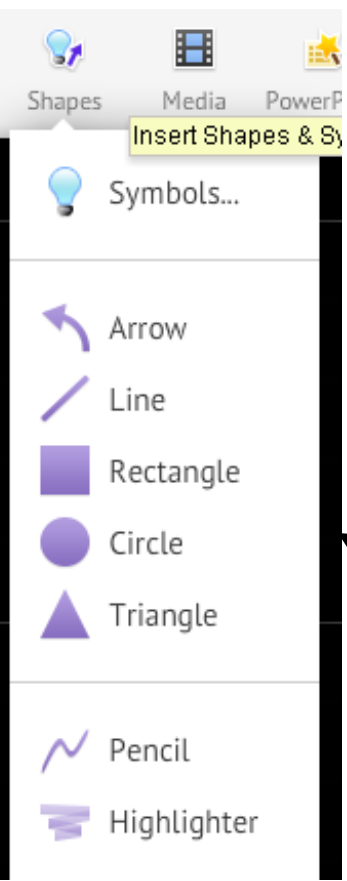 Shapes Media PowerP
Insert Shapes & Sy
Symbols...
Arrow
Line
Rectangle
Circle
Triangle
Pencil
Highlighter